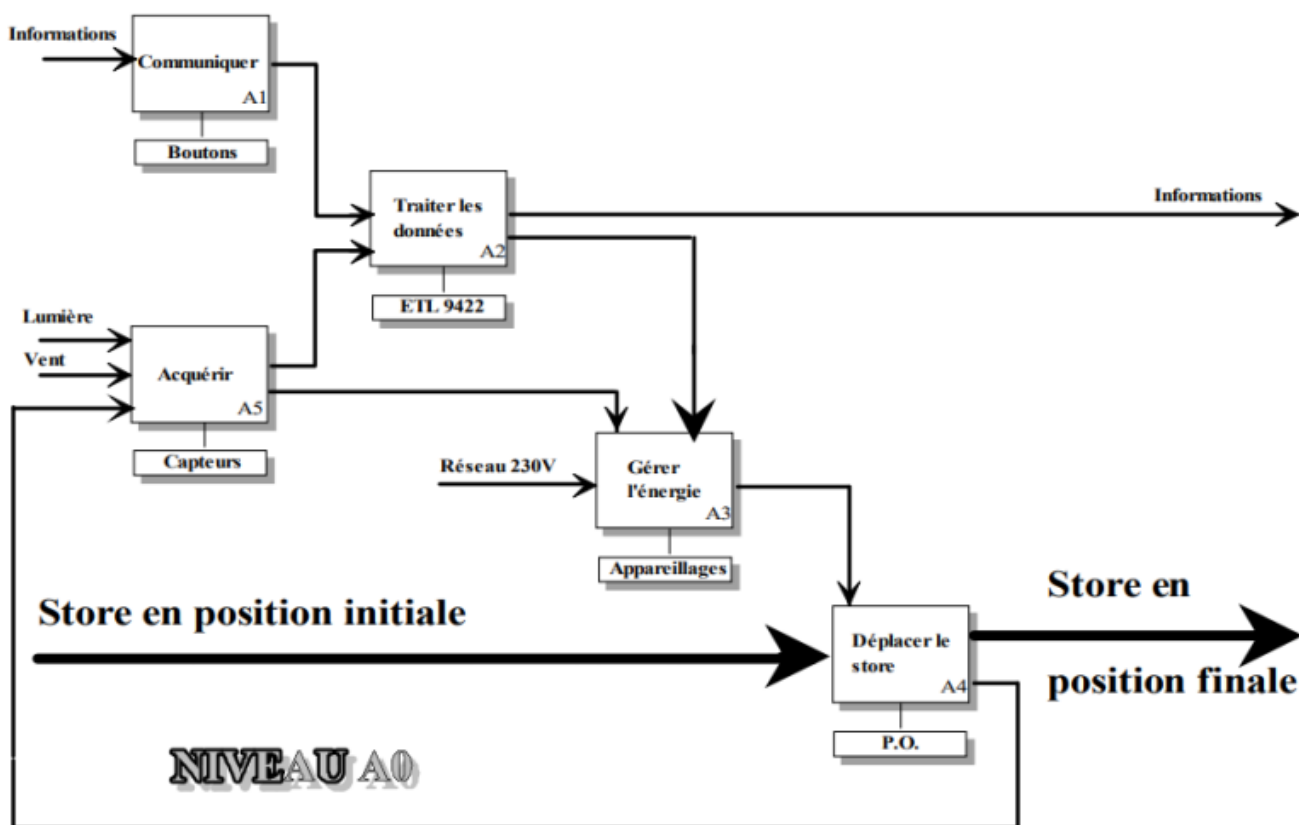 Informations
Communiquer
A1
Boutons
Traiter les
données
A2
ETL 9422
Informations
Lumière
Vent
Acquérir
A5
Capteurs
Réseau 230V
Gérer
l'énergie
A3
Appareillages
Store en position initiale
Déplacer le
store
A4
P.O.
Store en
position finale
NIVEAU A0